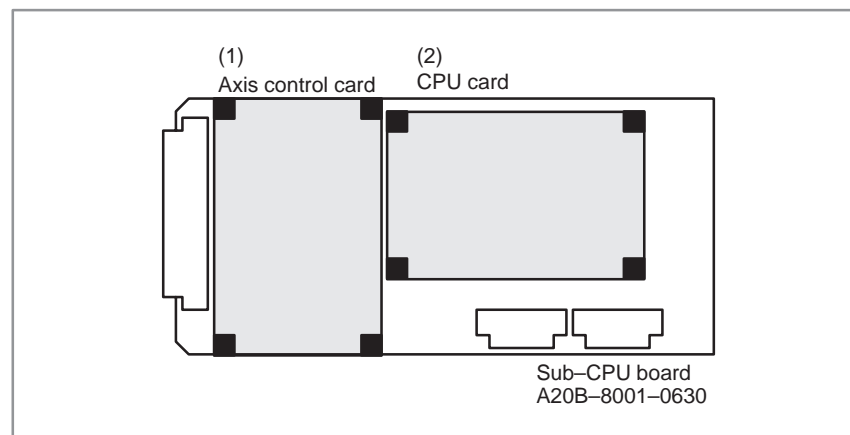 (1)
Axis control card
(2)
CPU card
Sub–CPU board
A20B–8001–0630